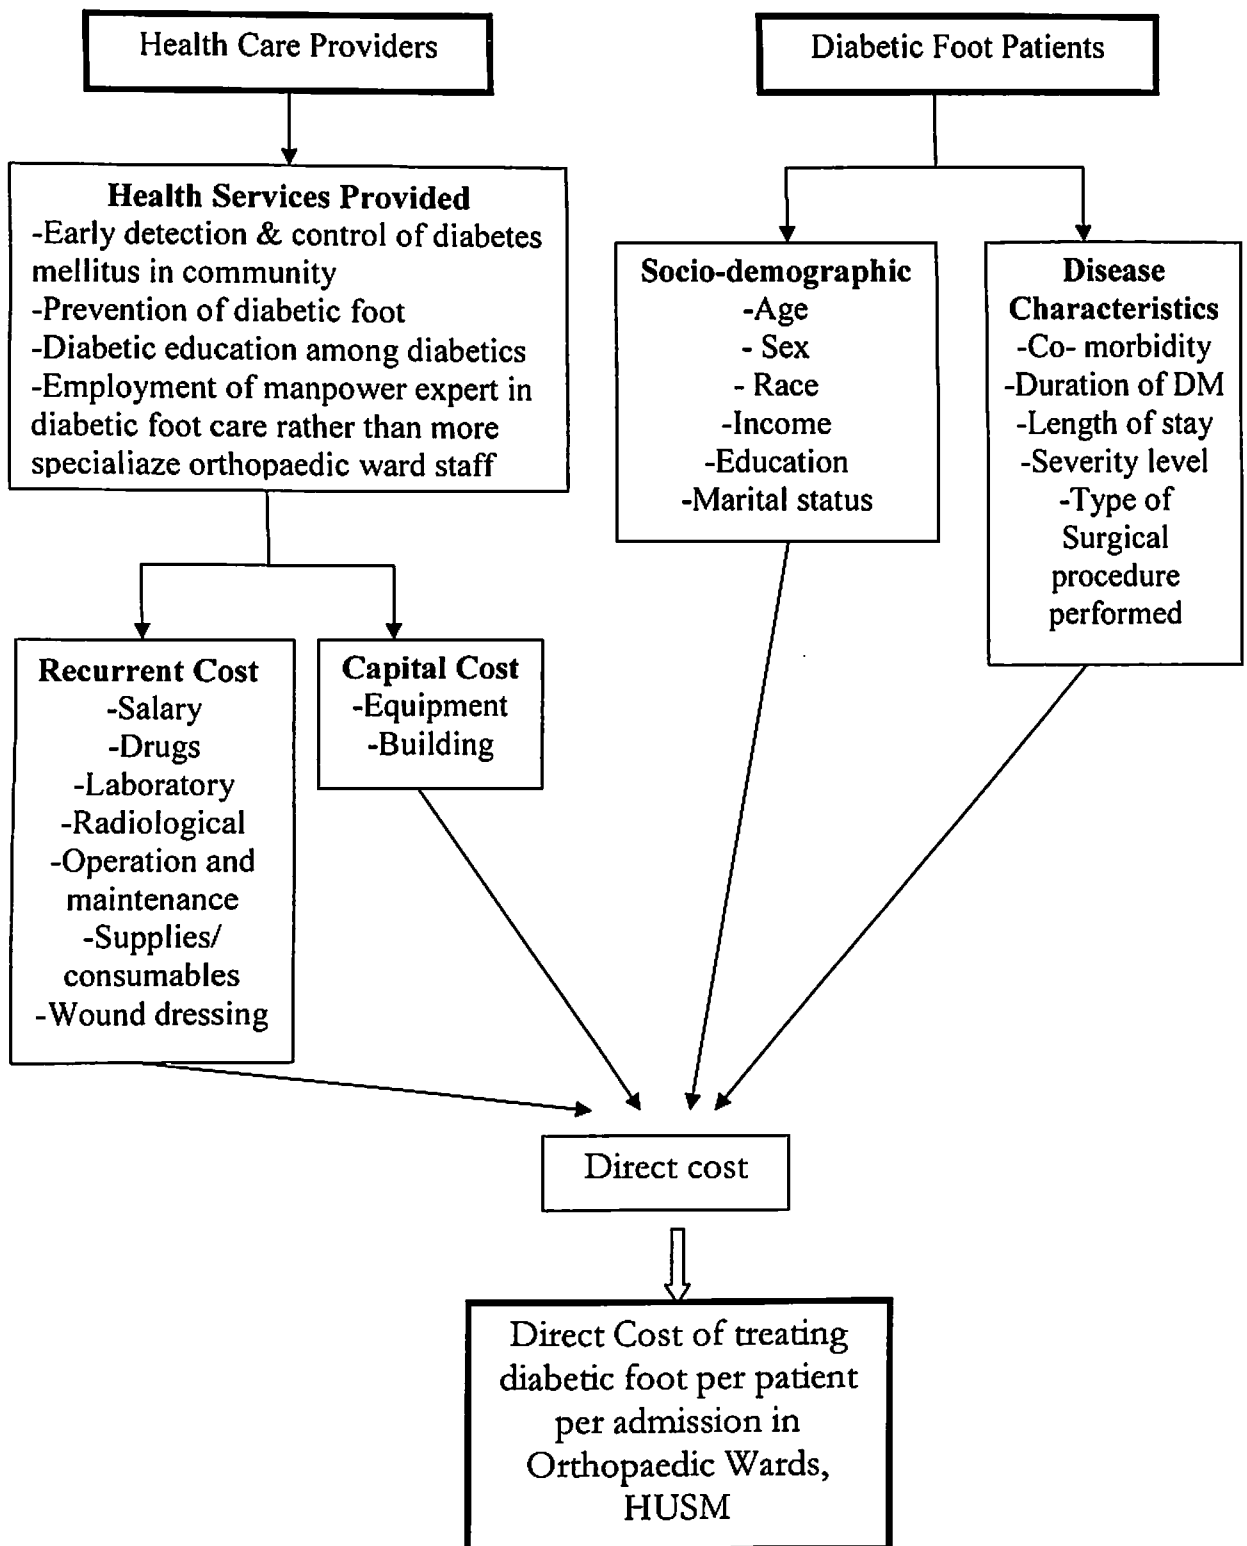 Health Care Providers
Diabetic Foot Patients
Health Services Provided
-Early detection & control of diabetes
mellitus in community
-Prevention of diabetic foot
-Diabetic education among diabetics
-Employment of manpower expert in
diabetic foot care rather than more
specialiaze orthopaedic ward staff
Socio-demographic
-Age
- Sex
- Race
-Income
-Education
-Marital status
Disease
Characteristics
-Co- morbidity
-Duration of DM
-Length of stay
-Severity level
-Type of
Surgical
procedure
performed
Recurrent Cost
-Salary
-Drugs
-Laboratory
-Radiological
-Operation and
maintenance
-Supplies/
consumables
-Wound dressing
Capital Cost
-Equipment
-Building
Direct cost
Direct Cost of treating
diabetic foot per patient
per admission in
Orthopaedic Wards,
HUSM